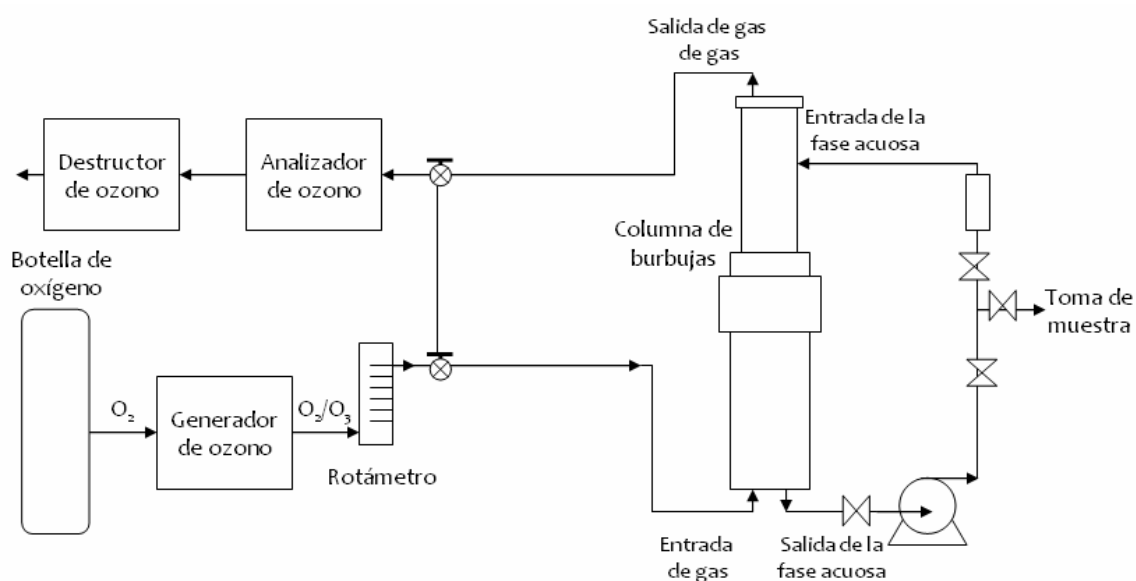 Salida de gas
de gas
Entrada de la
fase acuosa
Destructor
de ozono
Analizador
de ozono
Columna de
burbujas
Botella de
oxígeno
Toma de
muestra
O₂
Generador
de ozono
O₂/O₃
Rotámetro
Entrada
de gas
Salida de la
fase acuosa